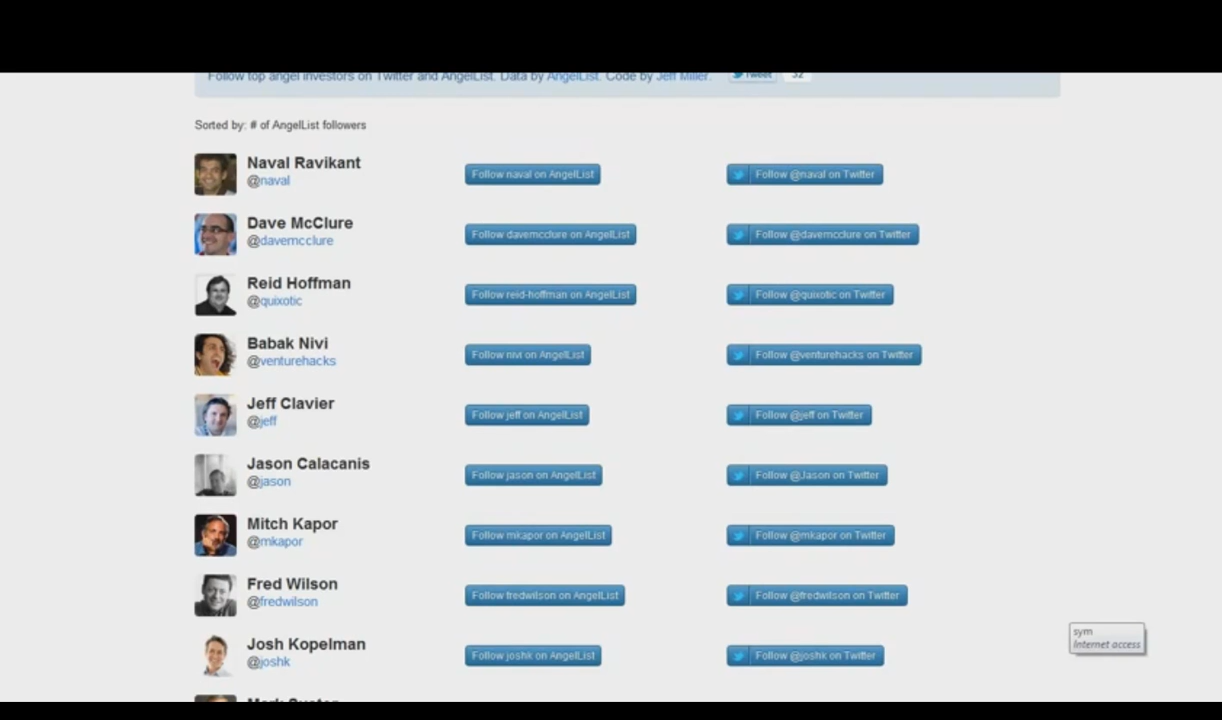 Follow top angel investors on Twitter and AngelList. Data by AngelList. Code by Jeff Miller. Tweet 32
Sorted by: # of AngelList followers
Naval Ravikant
@naval
Follow naval on AngelList
Follow @naval on Twitter
Dave McClure
@davemcclure
Follow davemcclure on AngelList
Follow @davemcclure on Twitter
Reid Hoffman
@quixotic
Follow reid-hoffman on AngelList
Follow @quixotic on Twitter
Babak Nivi
@venturehacks
Follow nivi on AngelList
Follow @venturehacks on Twitter
Jeff Clavier
@jeff
Follow jeff on AngelList
Follow @jeff on Twitter
Jason Calacanis
@jason
Follow jason on AngelList
Follow @Jason on Twitter
Mitch Kapor
@mkapor
Follow mkapor on AngelList
Follow @mkapor on Twitter
Fred Wilson
@fredwilson
Follow fredwilson on AngelList
Follow @fredwilson on Twitter
Josh Kopelman
@joshk
Follow joshk on AngelList
Follow @joshk on Twitter
sym
Internet access